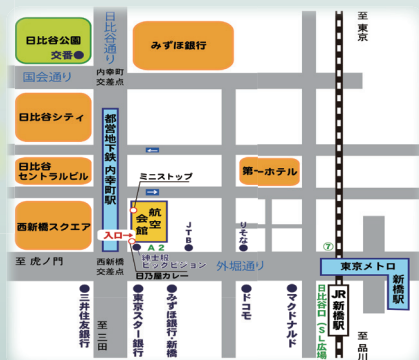 日比谷公園
交番
日比谷通り
みずほ銀行
至 東京
国会通り
内幸町
交差点
日比谷シティ
都営地下鉄 内幸町駅
日比谷
セントラルビル
ミニストップ
第一ホテル
西新橋スクエア
航空
会館
入口
JTB
りそな
A2
⑦
紳士服
ビックビジョン
外堀通り
至 虎ノ門
西新橋
交差点
日乃屋カレー
東京メトロ
新橋駅
JR
新橋駅
日比谷口(SL広場
三井住友銀行
至 三田
東京スター銀行
みずほ銀行 新橋
ドコモ
マクドナルド
至 品川